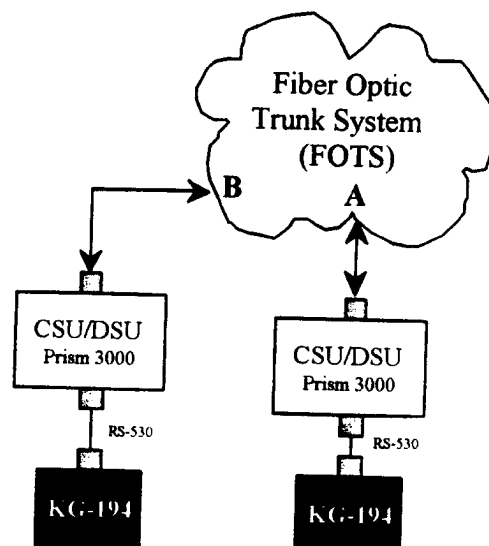 Fiber Optic
Trunk System
(FOTS)
B
A
CSU/DSU
Prism 3000
CSU/DSU
Prism 3000
RS-530
RS-530
KG-194
KG-194